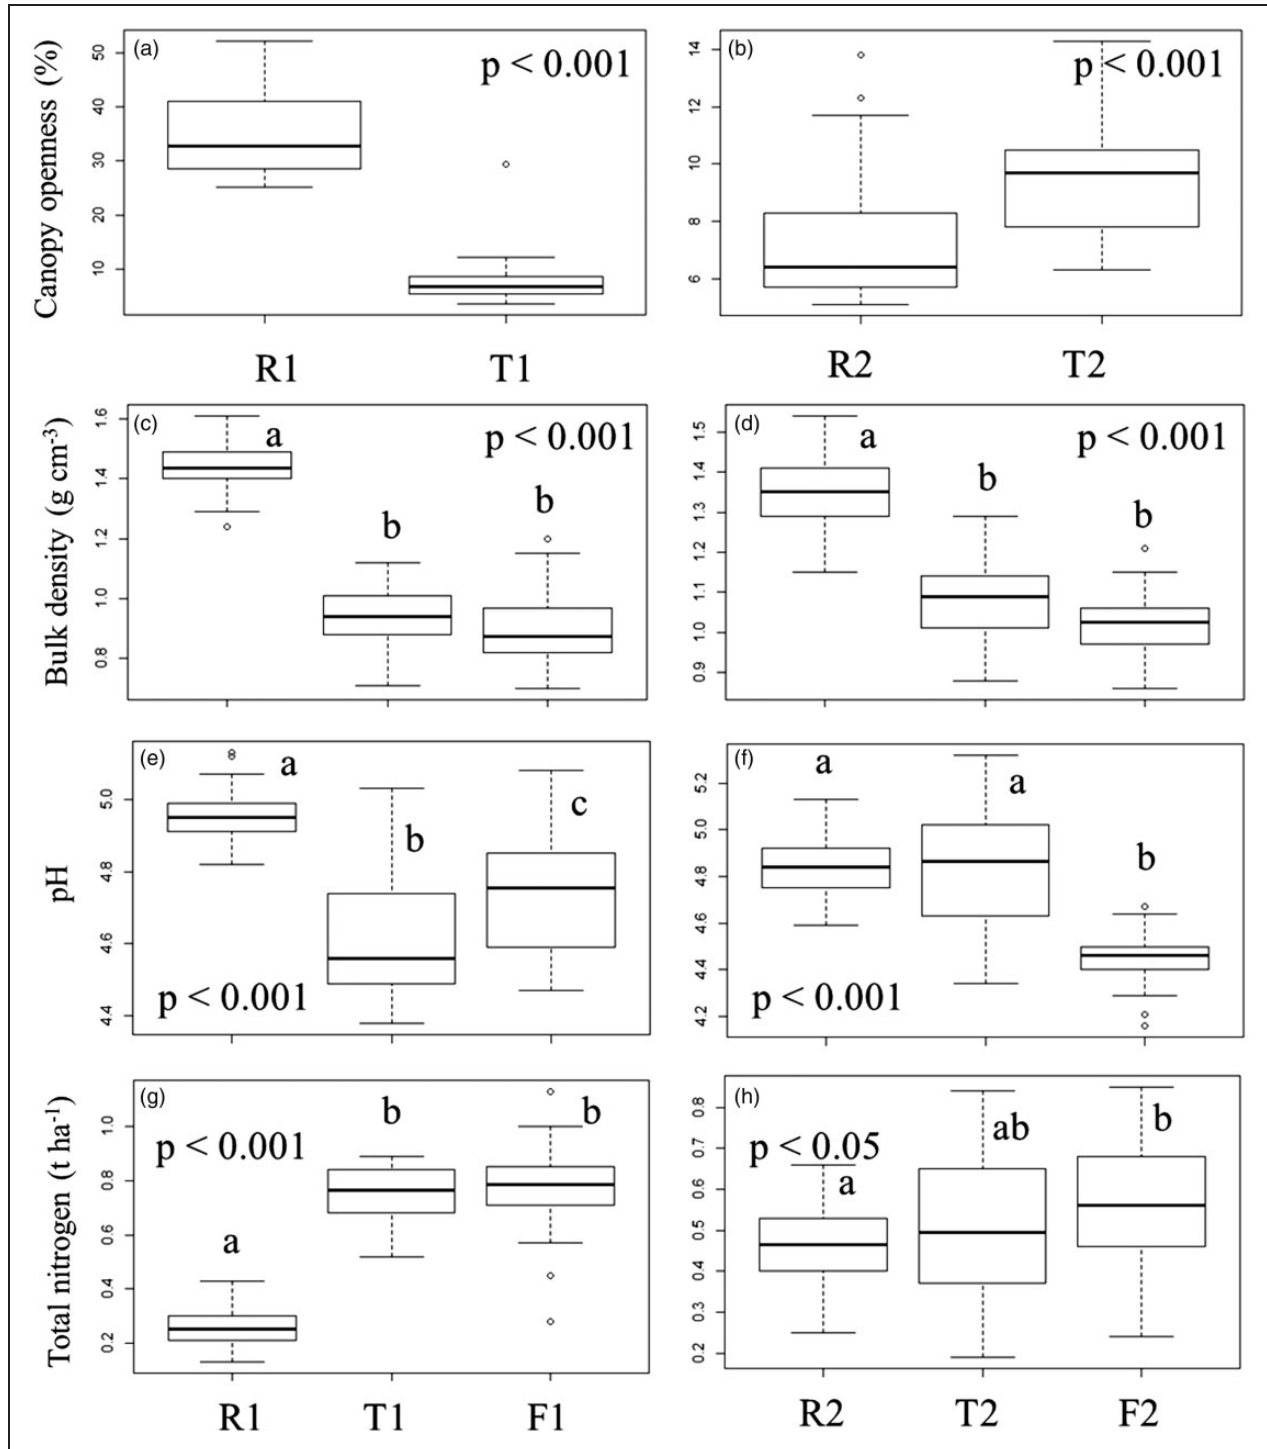 Canopy openness (%)
(a)
p < 0.001
50
40
30
20
10
R1 T1
(b)
p < 0.001
14
12
10
8
6
R2 T2
Bulk density (g cm-3)
(c)
a
p < 0.001
b
b
1.6
1.4
1.2
1.0
0.8
(d)
a
p < 0.001
b
b
1.5
1.4
1.3
1.2
1.1
1.0
0.9
pH
(e)
a
b
c
p < 0.001
5.0
4.8
4.6
4.4
(f)
a
a
b
p < 0.001
5.2
5.0
4.8
4.6
4.4
4.2
Total nitrogen (t ha-1)
(g)
p < 0.001
a
b
b
1.0
0.8
0.6
0.4
0.2
R1 T1 F1
(h)
p < 0.05
a
ab
b
0.8
0.7
0.6
0.5
0.4
0.3
0.2
R2 T2 F2